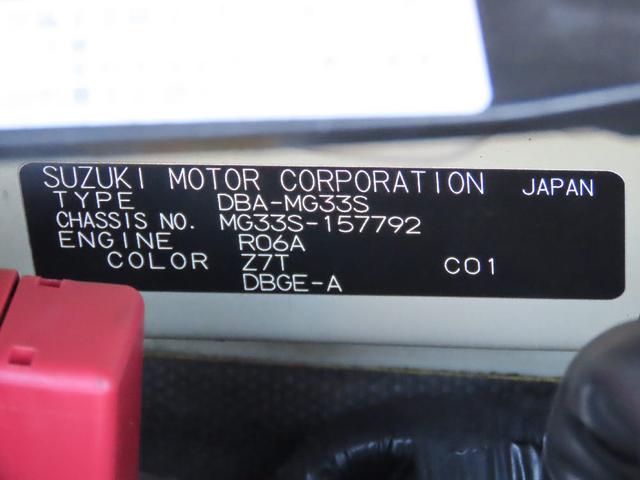 SUZUKI MOTOR CORPORATION JAPAN
TYPE DBA-MG33S
CHASSIS NO. MG33S-157792
ENGINE R06A
COLOR Z7T C01
DBGE-A